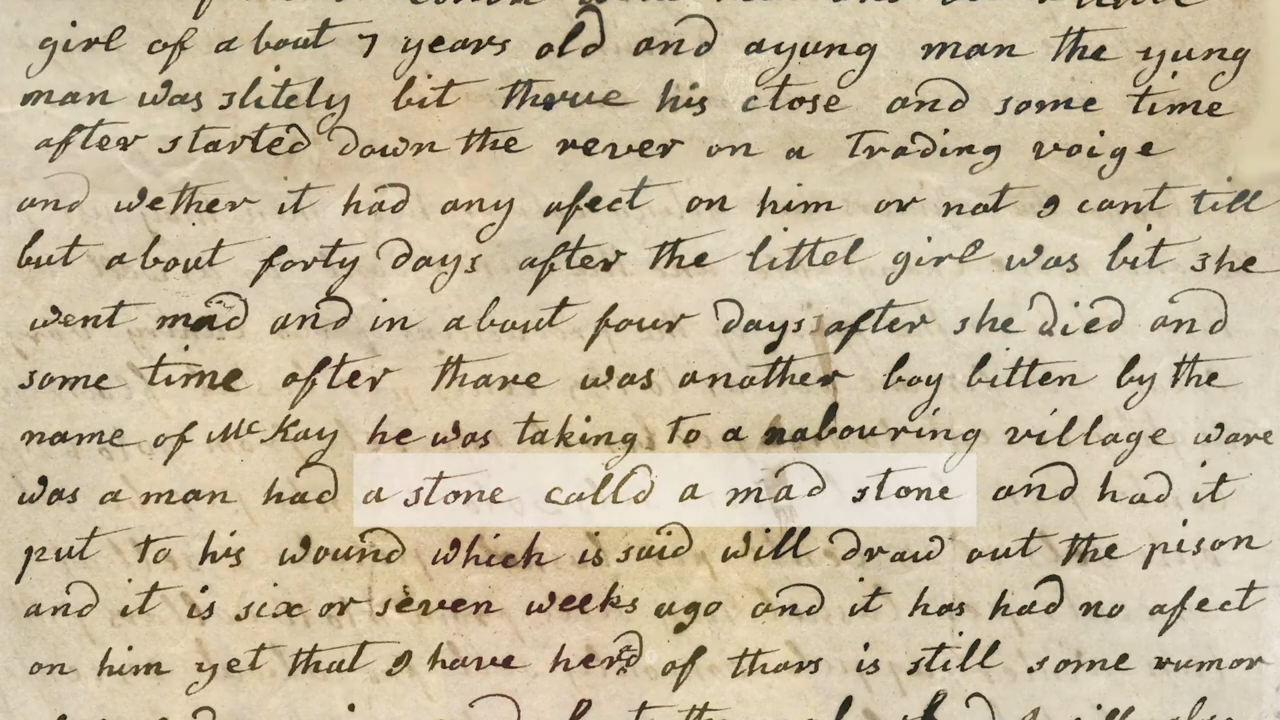 girl of about 7 years old and ayung man the yung
man was slitely bit thrue his close and some time
after started down the rever on a trading voige
and wether it had any afect on him or not I cant till
but about forty days after the littel girl was bit she
went mad and in about four days after she died and
some time after thare was another boy bitten by the
name of McKay he was taking to a nabouring village ware
was a man had a stone calld a mad stone and had it
put to his wound which is said will draw out the pison
and it is six or seven weeks ago and it has had no afect
on him yet that I have herd of thars is still some rumor